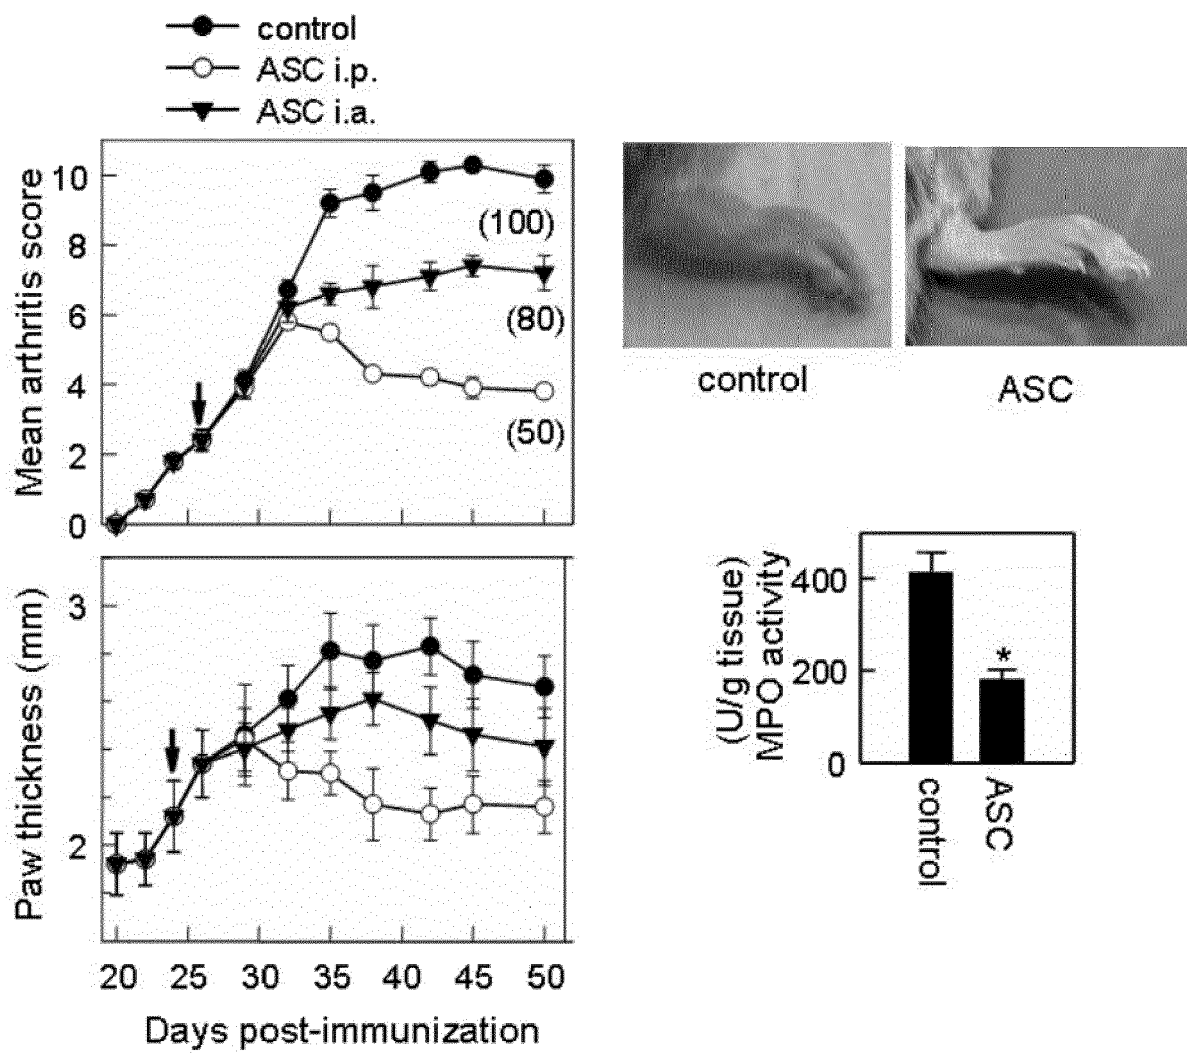 control
ASC i.p.
ASC i.a.
Mean arthritis score
10
8
6
4
2
0
(100)
(80)
(50)
Paw thickness (mm)
3
2
20 25 30 35 40 45 50
Days post-immunization
control
ASC
(U/g tissue)
MPO activity
400
200
0
*
control
ASC